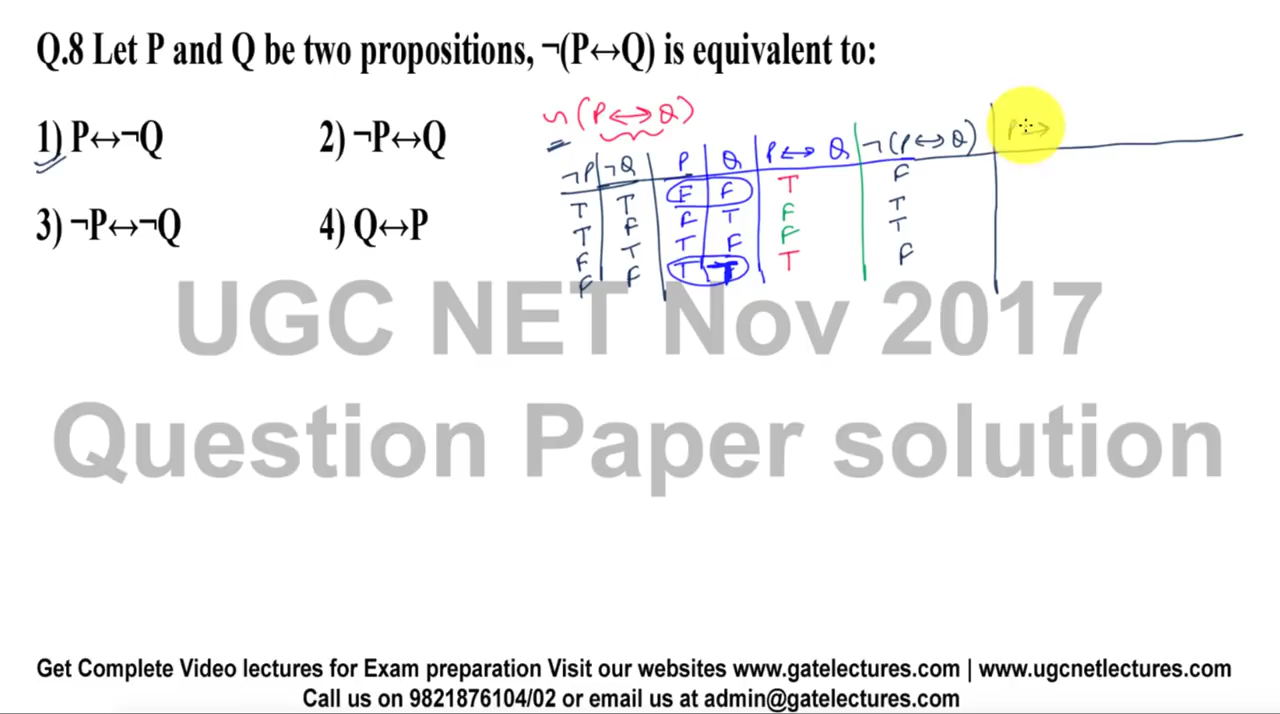 Q.8 Let P and Q be two propositions, ¬(P↔Q) is equivalent to:
1) P↔¬Q 2) ¬P↔Q
3) ¬P↔¬Q 4) Q↔P
(P↔Q)
¬P ¬Q P Q P↔Q ¬(P↔Q) P↔
T T F F T F
T F F T F T
F T T F F T
F F T T T F
UGC NET Nov 2017
Question Paper solution
Get Complete Video lectures for Exam preparation Visit our websites www.gatelectures.com | www.ugcnetlectures.com
Call us on 9821876104/02 or email us at admin@gatelectures.com